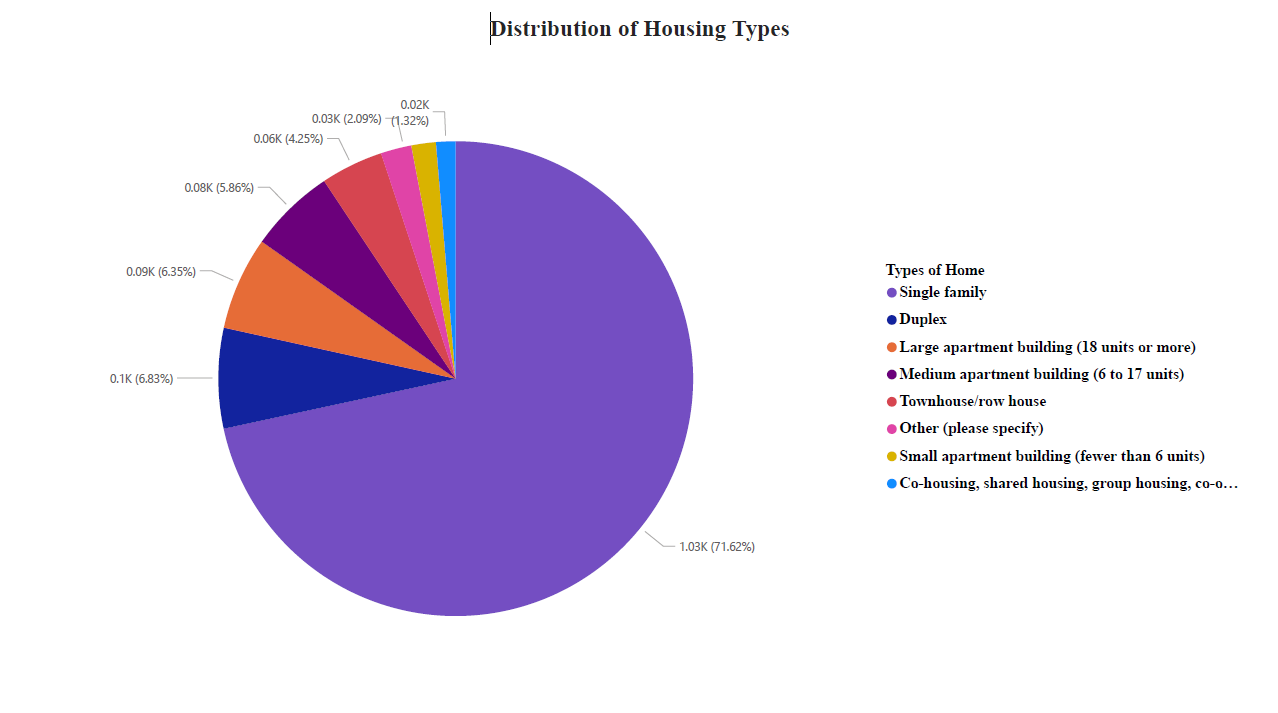 Distribution of Housing Types
0.02K
(1.32%)
0.03K (2.09%)
0.06K (4.25%)
0.08K (5.86%)
0.09K (6.35%)
0.1K (6.83%)
1.03K (71.62%)
Types of Home
Single family
Duplex
Large apartment building (18 units or more)
Medium apartment building (6 to 17 units)
Townhouse/row house
Other (please specify)
Small apartment building (fewer than 6 units)
Co-housing, shared housing, group housing, co-o…